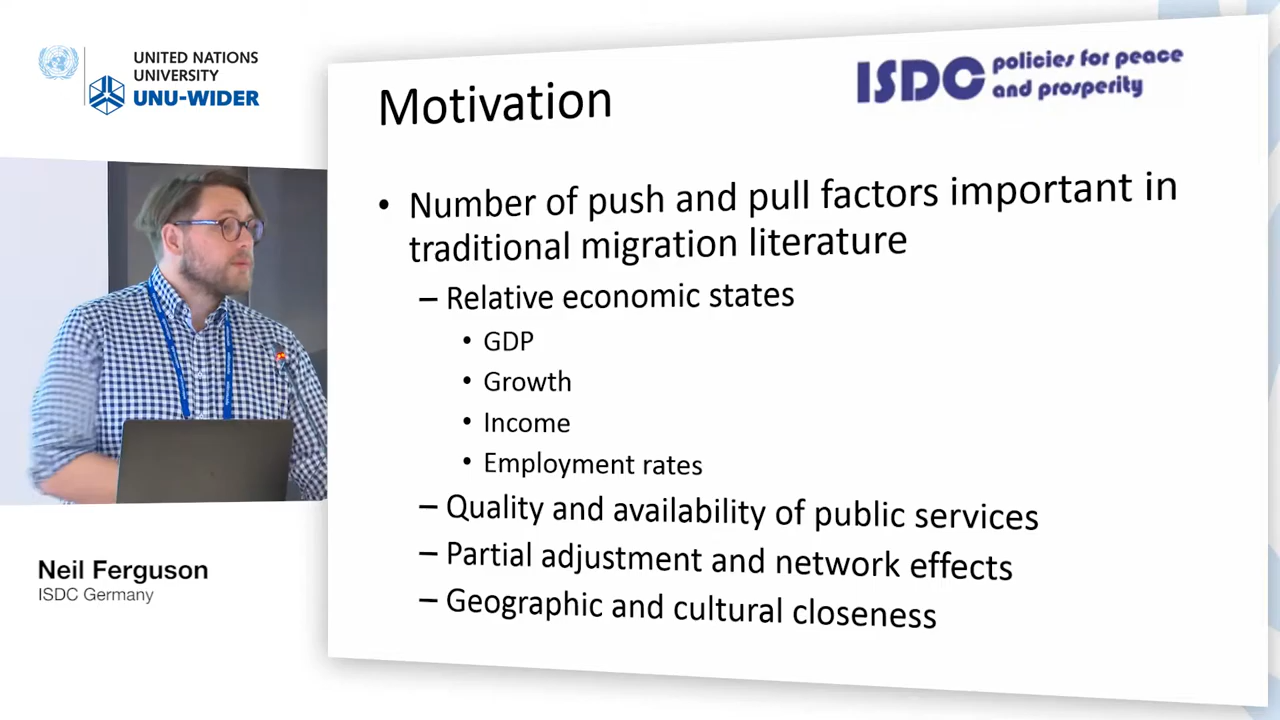 UNITED NATIONS
UNIVERSITY
UNU-WIDER
Neil Ferguson
ISDC Germany
ISDC policies for peace
and prosperity
Motivation
• Number of push and pull factors important in
traditional migration literature
– Relative economic states
• GDP
• Growth
• Income
• Employment rates
– Quality and availability of public services
– Partial adjustment and network effects
– Geographic and cultural closeness